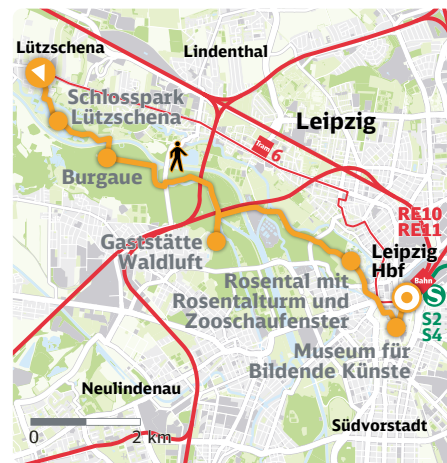 Lützschena
Lindenthal
Schlosspark
Lützschena
Leipzig
Tram 6
Burgaue
RE10
RE11
Gaststätte
Waldluft
Leipzig
Hbf
Bahn
S
Rosental mit
Rosentalturm und
Zooschaufenster
S2
S4
Museum für
Bildende Künste
Neulindenau
0 2 km
Südvorstadt